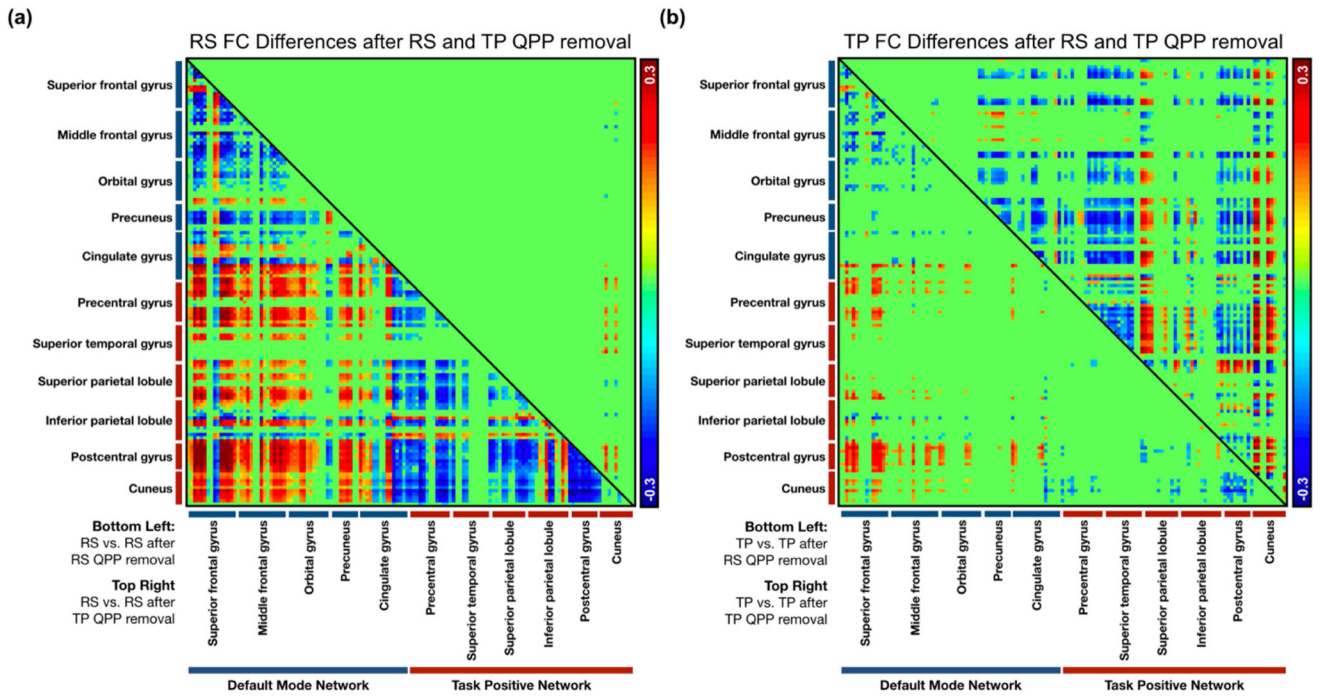 (a)
RS FC Differences after RS and TP QPP removal
Superior frontal gyrus
Middle frontal gyrus
Orbital gyrus
Precuneus
Cingulate gyrus
Precentral gyrus
Superior temporal gyrus
Superior parietal lobule
Inferior parietal lobule
Postcentral gyrus
Cuneus
0.3
-0.3
Bottom Left:
RS vs. RS after
RS QPP removal
Top Right
RS vs. RS after
TP QPP removal
Superior frontal gyrus
Middle frontal gyrus
Orbital gyrus
Precuneus
Cingulate gyrus
Precentral gyrus
Superior temporal gyrus
Superior parietal lobule
Inferior parietal lobule
Postcentral gyrus
Cuneus
Default Mode Network
Task Positive Network
(b)
TP FC Differences after RS and TP QPP removal
Superior frontal gyrus
Middle frontal gyrus
Orbital gyrus
Precuneus
Cingulate gyrus
Precentral gyrus
Superior temporal gyrus
Superior parietal lobule
Inferior parietal lobule
Postcentral gyrus
Cuneus
0.3
-0.3
Bottom Left:
TP vs. TP after
RS QPP removal
Top Right
TP vs. TP after
TP QPP removal
Superior frontal gyrus
Middle frontal gyrus
Orbital gyrus
Precuneus
Cingulate gyrus
Precentral gyrus
Superior temporal gyrus
Superior parietal lobule
Inferior parietal lobule
Postcentral gyrus
Cuneus
Default Mode Network
Task Positive Network